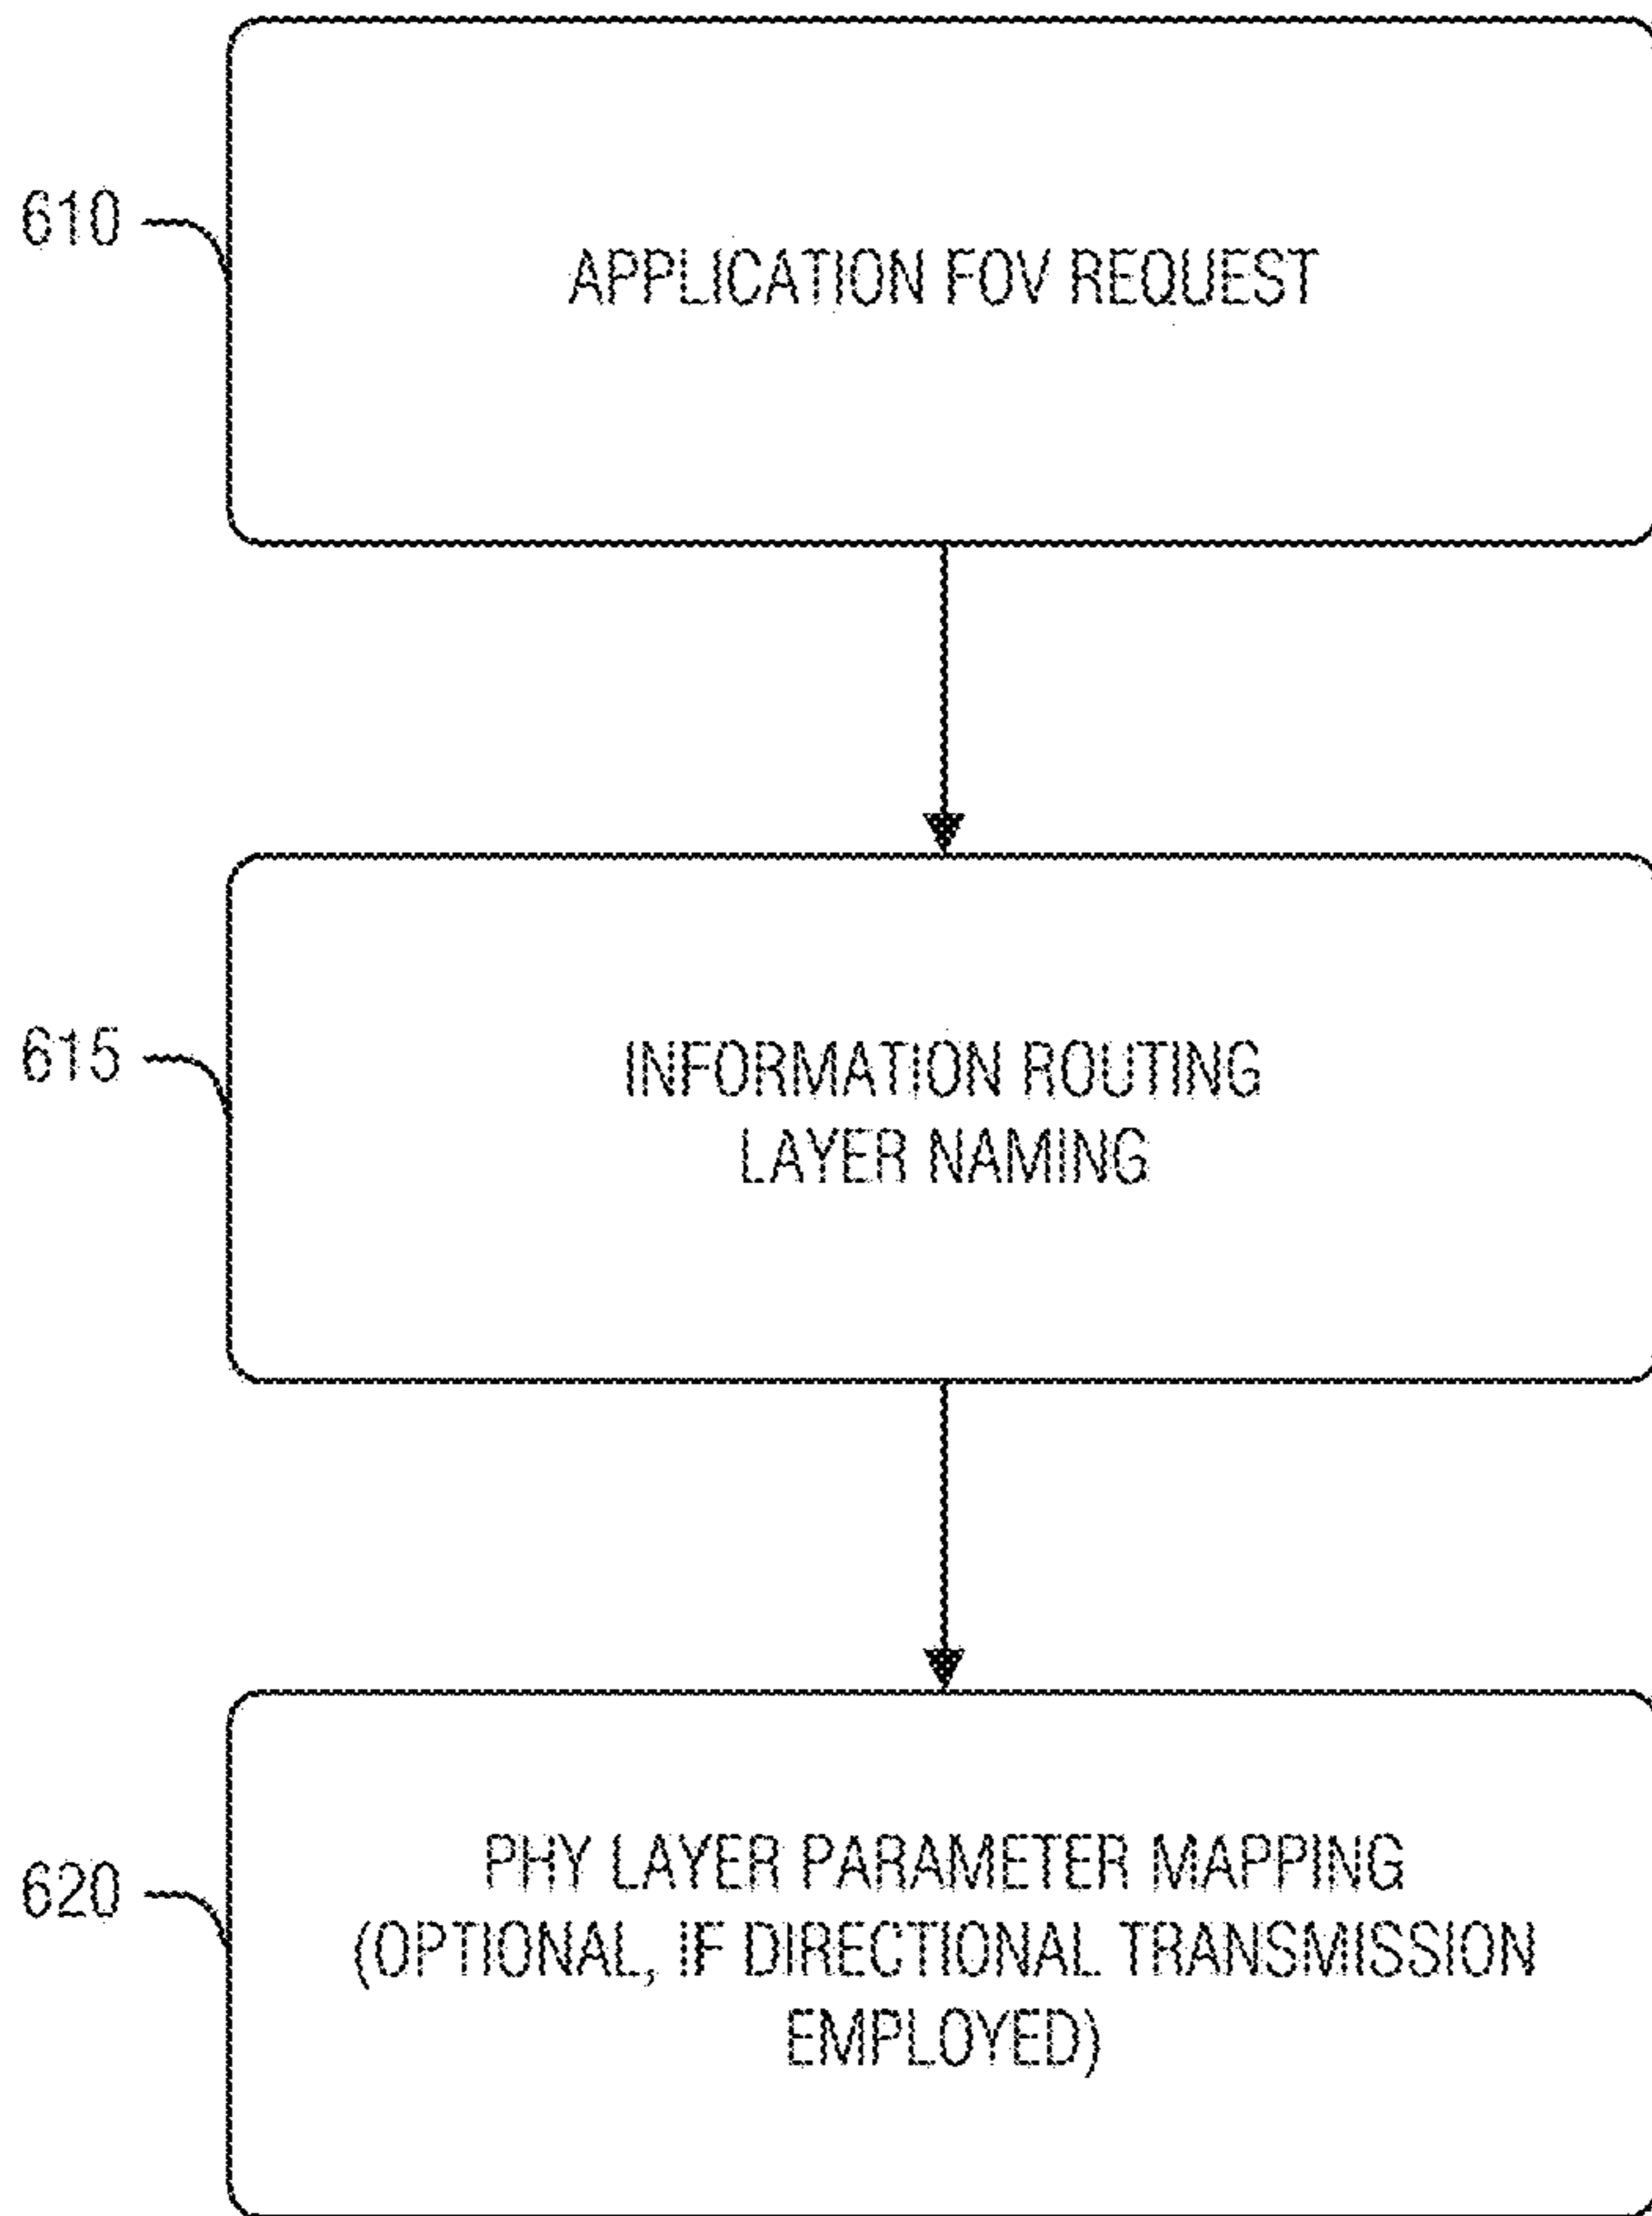 610
APPLICATION FOV REQUEST
615
INFORMATION ROUTING
LAYER NAMING
620
PHY LAYER PARAMETER MAPPING
(OPTIONAL, IF DIRECTIONAL TRANSMISSION
EMPLOYED)